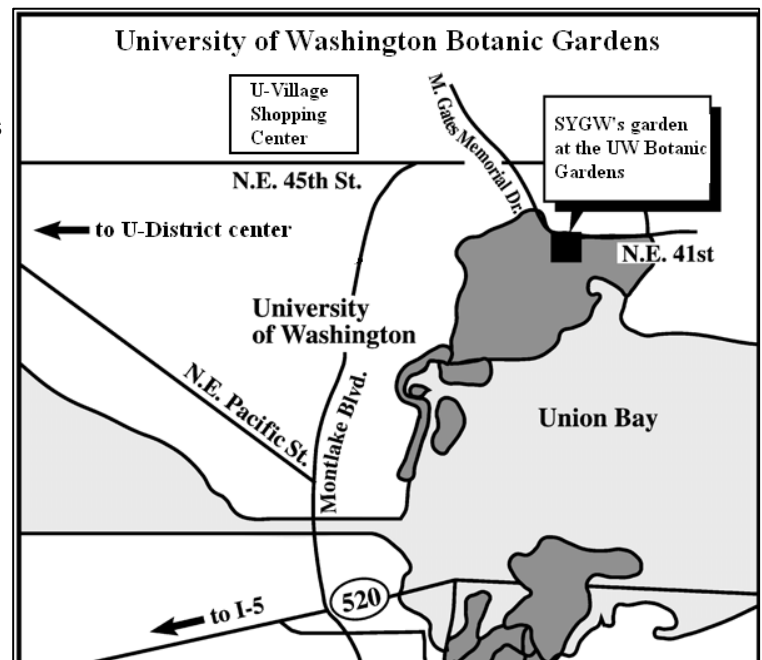 University of Washington Botanic Gardens
U-Village
Shopping
Center
M. Gates Memorial Dr.
SYGW's garden
at the UW Botanic
Gardens
N.E. 45th St.
to U-District center
N.E. 41st
University
of Washington
N.E. Pacific St.
Montlake Blvd.
Union Bay
520
to I-5